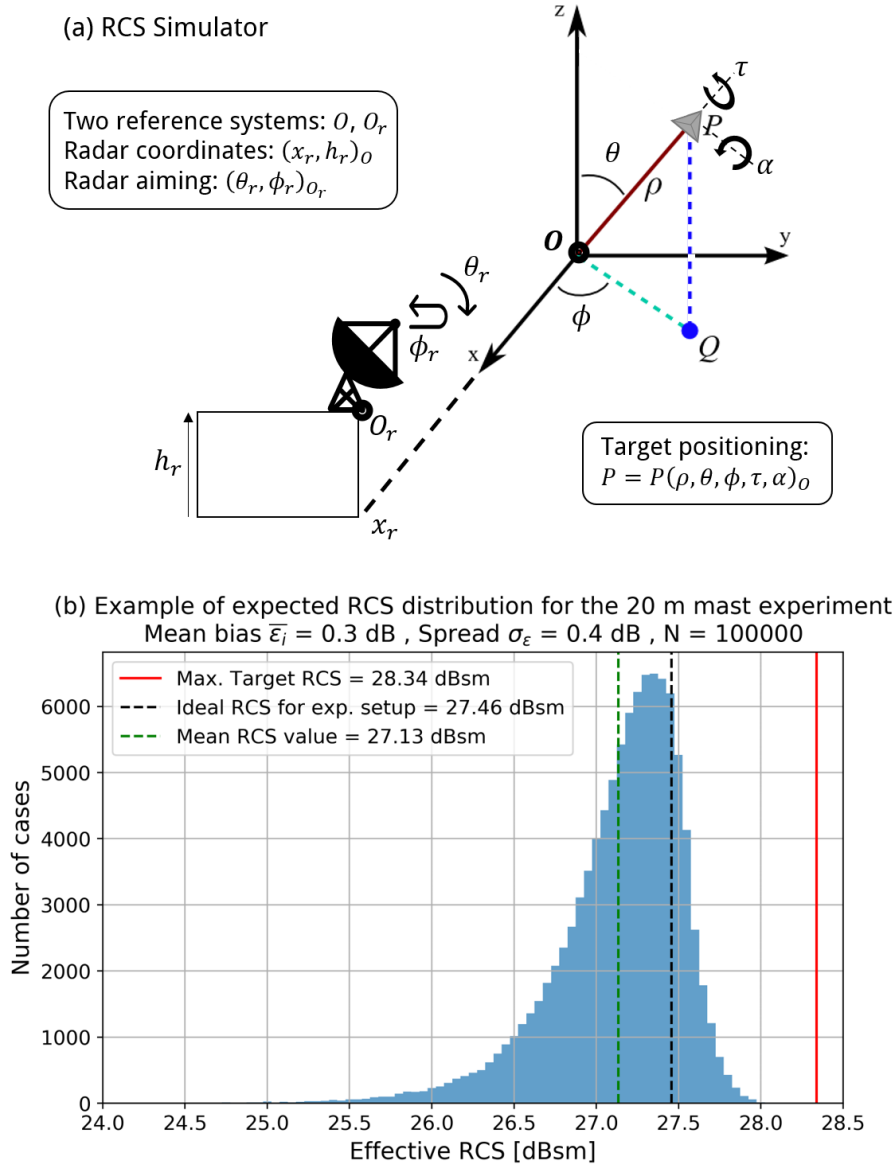 (a) RCS Simulator
Two reference systems: O, O_r
Radar coordinates: (x_r, h_r)_O
Radar aiming: (θ_r, ϕ_r)_{O_r}
z
τ
P
α
θ
ρ
O
y
θ_r
ϕ
ϕ_r
x
Q
O_r
h_r
x_r
Target positioning:
P = P(ρ, θ, ϕ, τ, α)_O
(b) Example of expected RCS distribution for the 20 m mast experiment
Mean bias \overline{ε_i} = 0.3 dB , Spread σ_ε = 0.4 dB , N = 100000
Max. Target RCS = 28.34 dBsm
Ideal RCS for exp. setup = 27.46 dBsm
Mean RCS value = 27.13 dBsm
Number of cases
6000
5000
4000
3000
2000
1000
0
24.0 24.5 25.0 25.5 26.0 26.5 27.0 27.5 28.0 28.5
Effective RCS [dBsm]